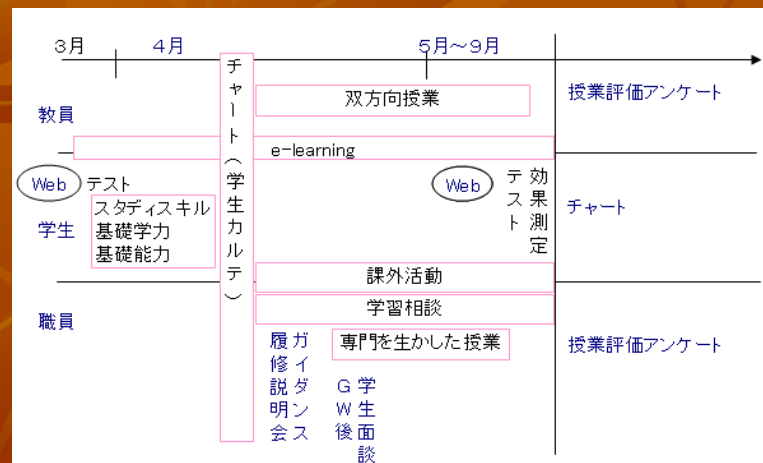 3月
4月
5月～9月
チャート（学生カルテ）
双方向授業
授業評価アンケート
教員
e-learning
Web
テスト
スタディスキル
基礎学力
基礎能力
学生
Web
効果測定
テスト
チャート
課外活動
学習相談
職員
専門を生かした授業
授業評価アンケート
ガイダンス
履修説明会
学生面談
GW後